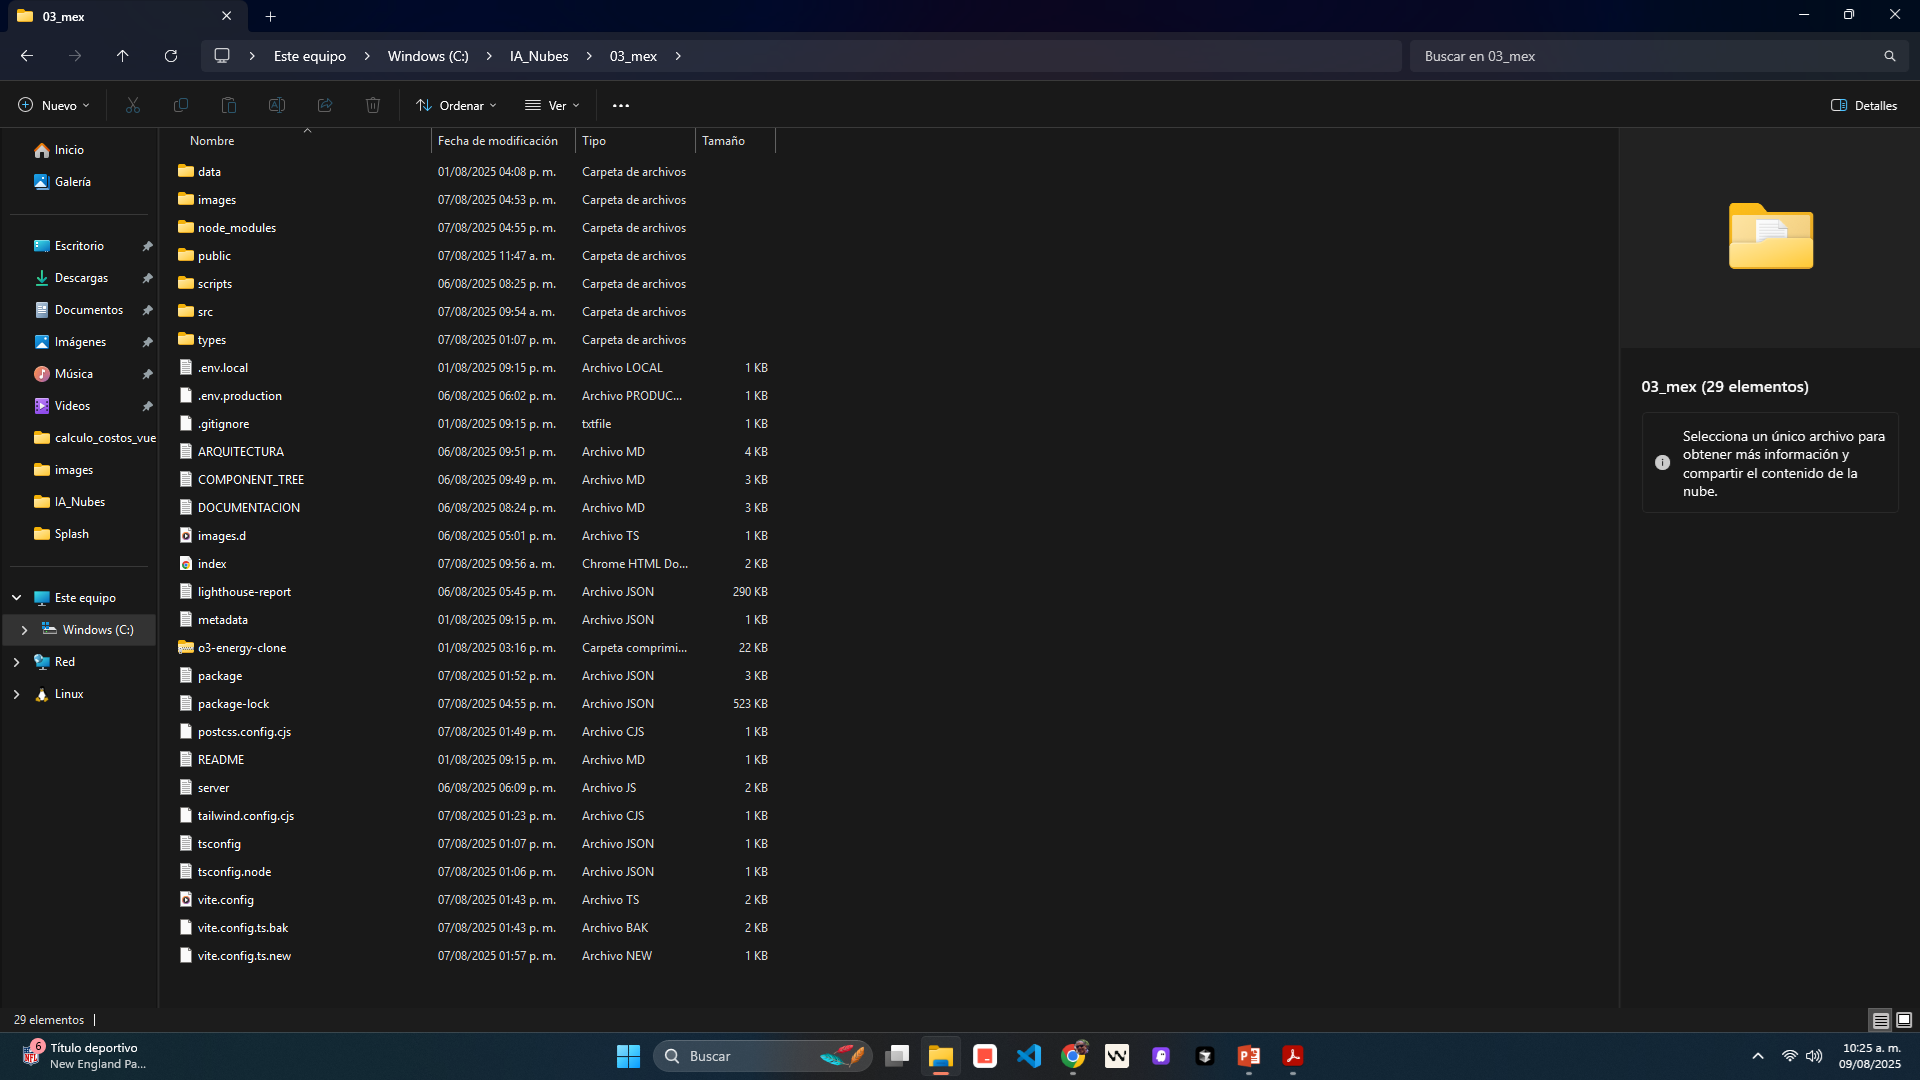 03_mex
Este equipo
Windows (C:)
IA_Nubes
03_mex
Buscar en 03_mex
Nuevo
Ordenar
Ver
Detalles
Inicio
Galería
Escritorio
Descargas
Documentos
Imágenes
Música
Videos
calculo_costos_vue
images
IA_Nubes
Splash
Este equipo
Windows (C:)
Red
Linux
Nombre Fecha de modificación Tipo Tamaño
data 01/08/2025 04:08 p. m. Carpeta de archivos
images 07/08/2025 04:53 p. m. Carpeta de archivos
node_modules 07/08/2025 04:55 p. m. Carpeta de archivos
public 07/08/2025 11:47 a. m. Carpeta de archivos
scripts 06/08/2025 08:25 p. m. Carpeta de archivos
src 07/08/2025 09:54 a. m. Carpeta de archivos
types 07/08/2025 01:07 p. m. Carpeta de archivos
.env.local 01/08/2025 09:15 p. m. Archivo LOCAL 1 KB
.env.production 06/08/2025 06:02 p. m. Archivo PRODUC... 1 KB
.gitignore 01/08/2025 09:15 p. m. txtfile 1 KB
ARQUITECTURA 06/08/2025 09:51 p. m. Archivo MD 4 KB
COMPONENT_TREE 06/08/2025 09:49 p. m. Archivo MD 3 KB
DOCUMENTACION 06/08/2025 08:24 p. m. Archivo MD 3 KB
images.d 06/08/2025 05:01 p. m. Archivo TS 1 KB
index 07/08/2025 09:56 a. m. Chrome HTML Do... 2 KB
lighthouse-report 06/08/2025 05:45 p. m. Archivo JSON 290 KB
metadata 01/08/2025 09:15 p. m. Archivo JSON 1 KB
o3-energy-clone 01/08/2025 03:16 p. m. Carpeta comprimi... 22 KB
package 07/08/2025 01:52 p. m. Archivo JSON 3 KB
package-lock 07/08/2025 04:55 p. m. Archivo JSON 523 KB
postcss.config.cjs 07/08/2025 01:49 p. m. Archivo CJS 1 KB
README 01/08/2025 09:15 p. m. Archivo MD 1 KB
server 06/08/2025 06:09 p. m. Archivo JS 2 KB
tailwind.config.cjs 07/08/2025 01:23 p. m. Archivo CJS 1 KB
tsconfig 07/08/2025 01:07 p. m. Archivo JSON 1 KB
tsconfig.node 07/08/2025 01:06 p. m. Archivo JSON 1 KB
vite.config 07/08/2025 01:43 p. m. Archivo TS 2 KB
vite.config.ts.bak 07/08/2025 01:43 p. m. Archivo BAK 2 KB
vite.config.ts.new 07/08/2025 01:57 p. m. Archivo NEW 1 KB
03_mex (29 elementos)
Selecciona un único archivo para
obtener más información y
compartir el contenido de la
nube.
29 elementos
6
NFL
Título deportivo
New England Pa...
Buscar
10:25 a. m.
09/08/2025